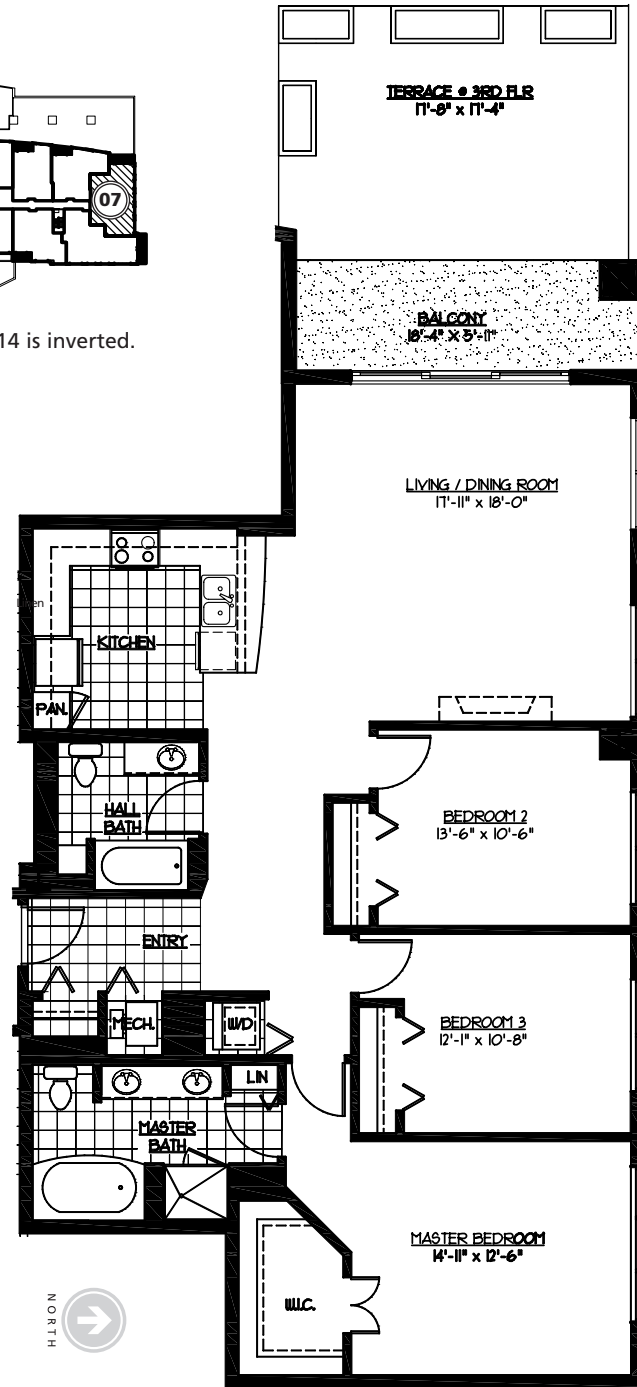 TERRACE @ 3RD FLR
17'-8" x 17'-4"
07
14 is inverted.
BALCONY
18'-4" X 5'-11"
LIVING / DINING ROOM
17'-11" x 18'-0"
KITCHEN
PAN.
HALL
BATH
BEDROOM 2
13'-6" x 10'-6"
ENTRY
MECH.
W/D
BEDROOM 3
12'-1" x 10'-8"
LIN
MASTER
BATH
MASTER BEDROOM
14'-11" x 12'-6"
W.I.C.
NORTH